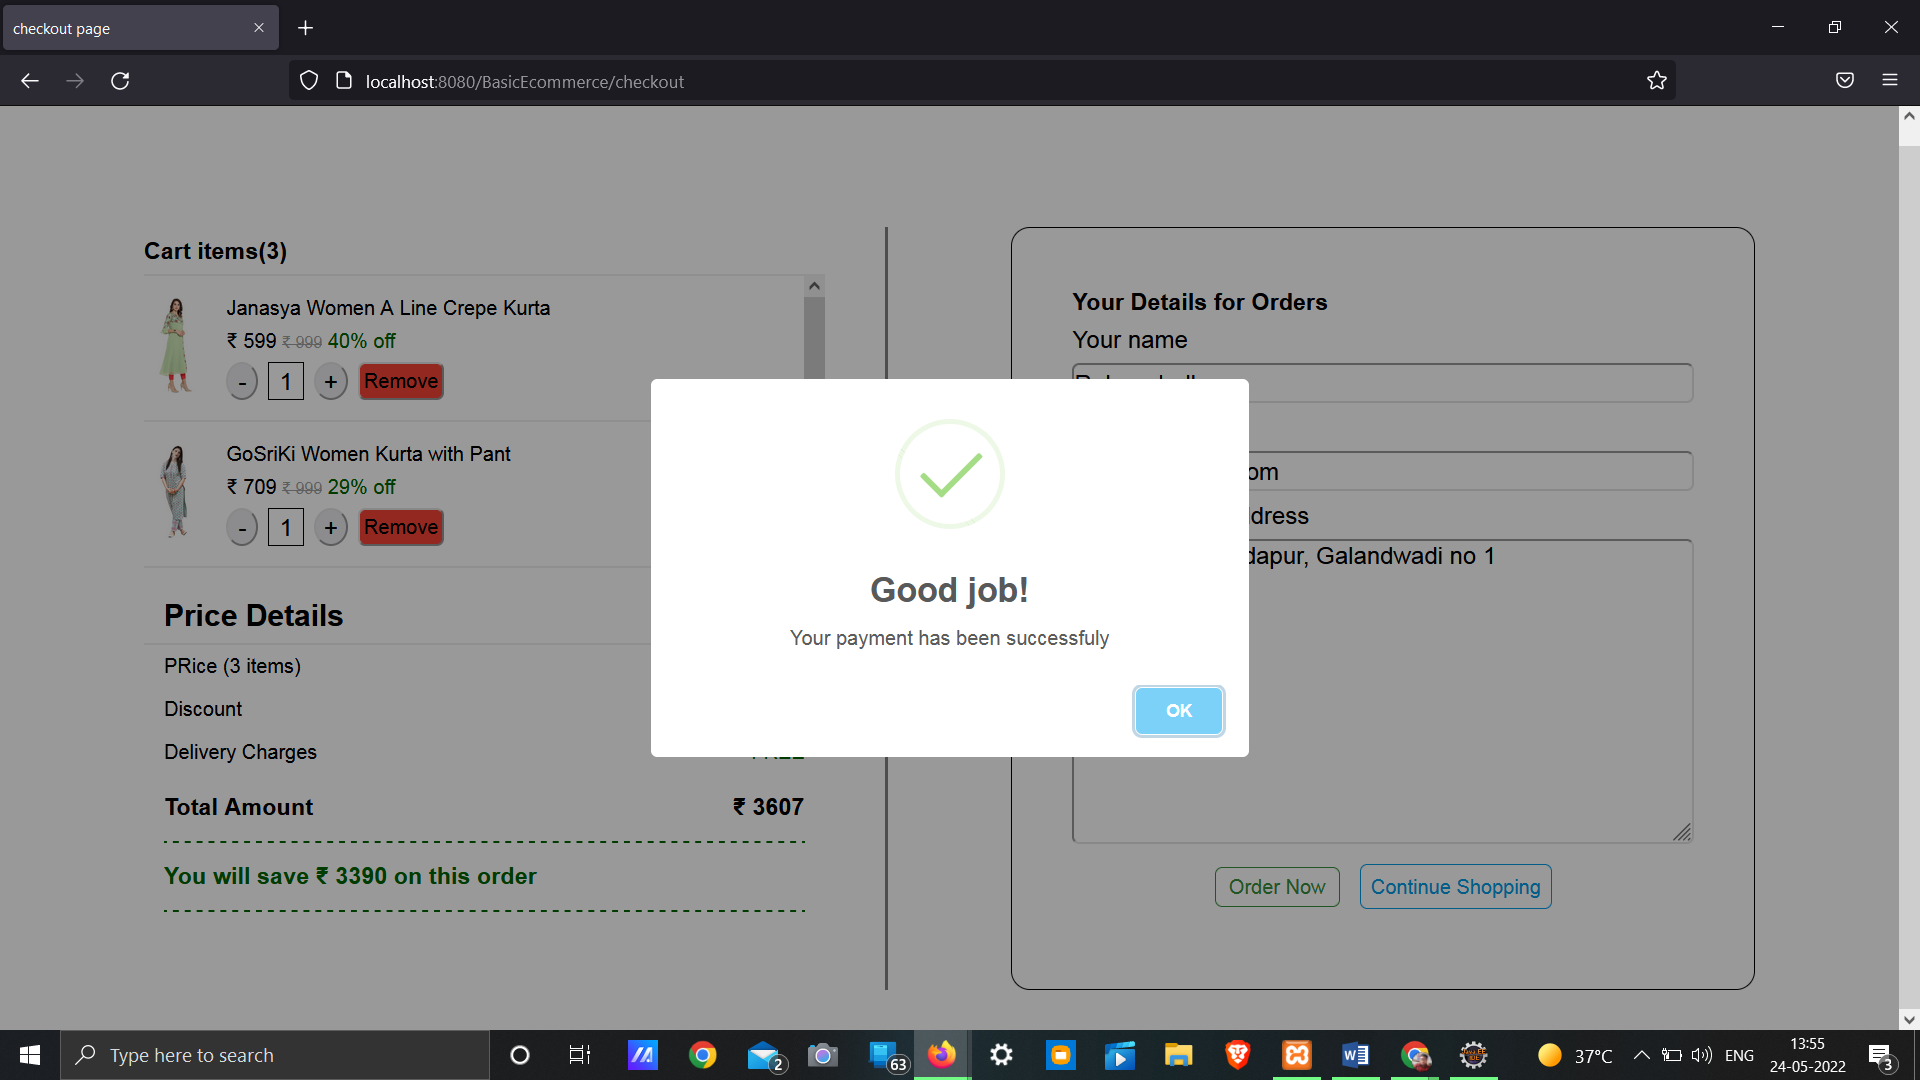 checkout page
localhost:8080/BasicEcommerce/checkout
Cart items(3)
Janasya Women A Line Crepe Kurta
₹ 599 ₹ 999 40% off
- 1 + Remove
GoSriKi Women Kurta with Pant
₹ 709 ₹ 999 29% off
- 1 + Remove
Price Details
PRice (3 items)
Discount
Delivery Charges
Total Amount ₹ 3607
You will save ₹ 3390 on this order
Good job!
Your payment has been successfuly
OK
Your Details for Orders
Your name
om
dress
dapur, Galandwadi no 1
Order Now Continue Shopping
Type here to search
2
63
37°C
ENG
13:55
24-05-2022
3